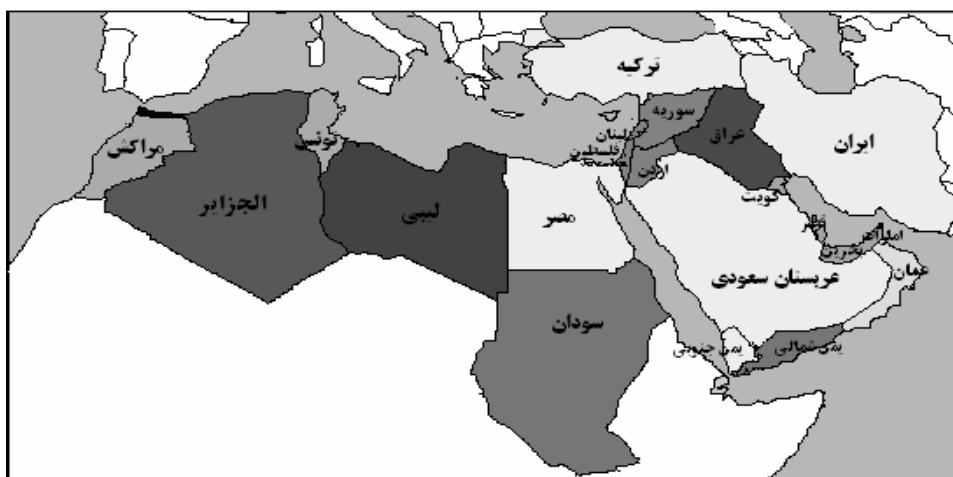 ترکیه
سوریه
لبنان
فلسطین
عراق
ایران
اردن
کویت
تونس
مراکش
الجزایر
لیبی
مصر
قطر
امارات
بحرین
عمان
عربستان سعودی
سودان
یمن جنوبی
یمن شمالی